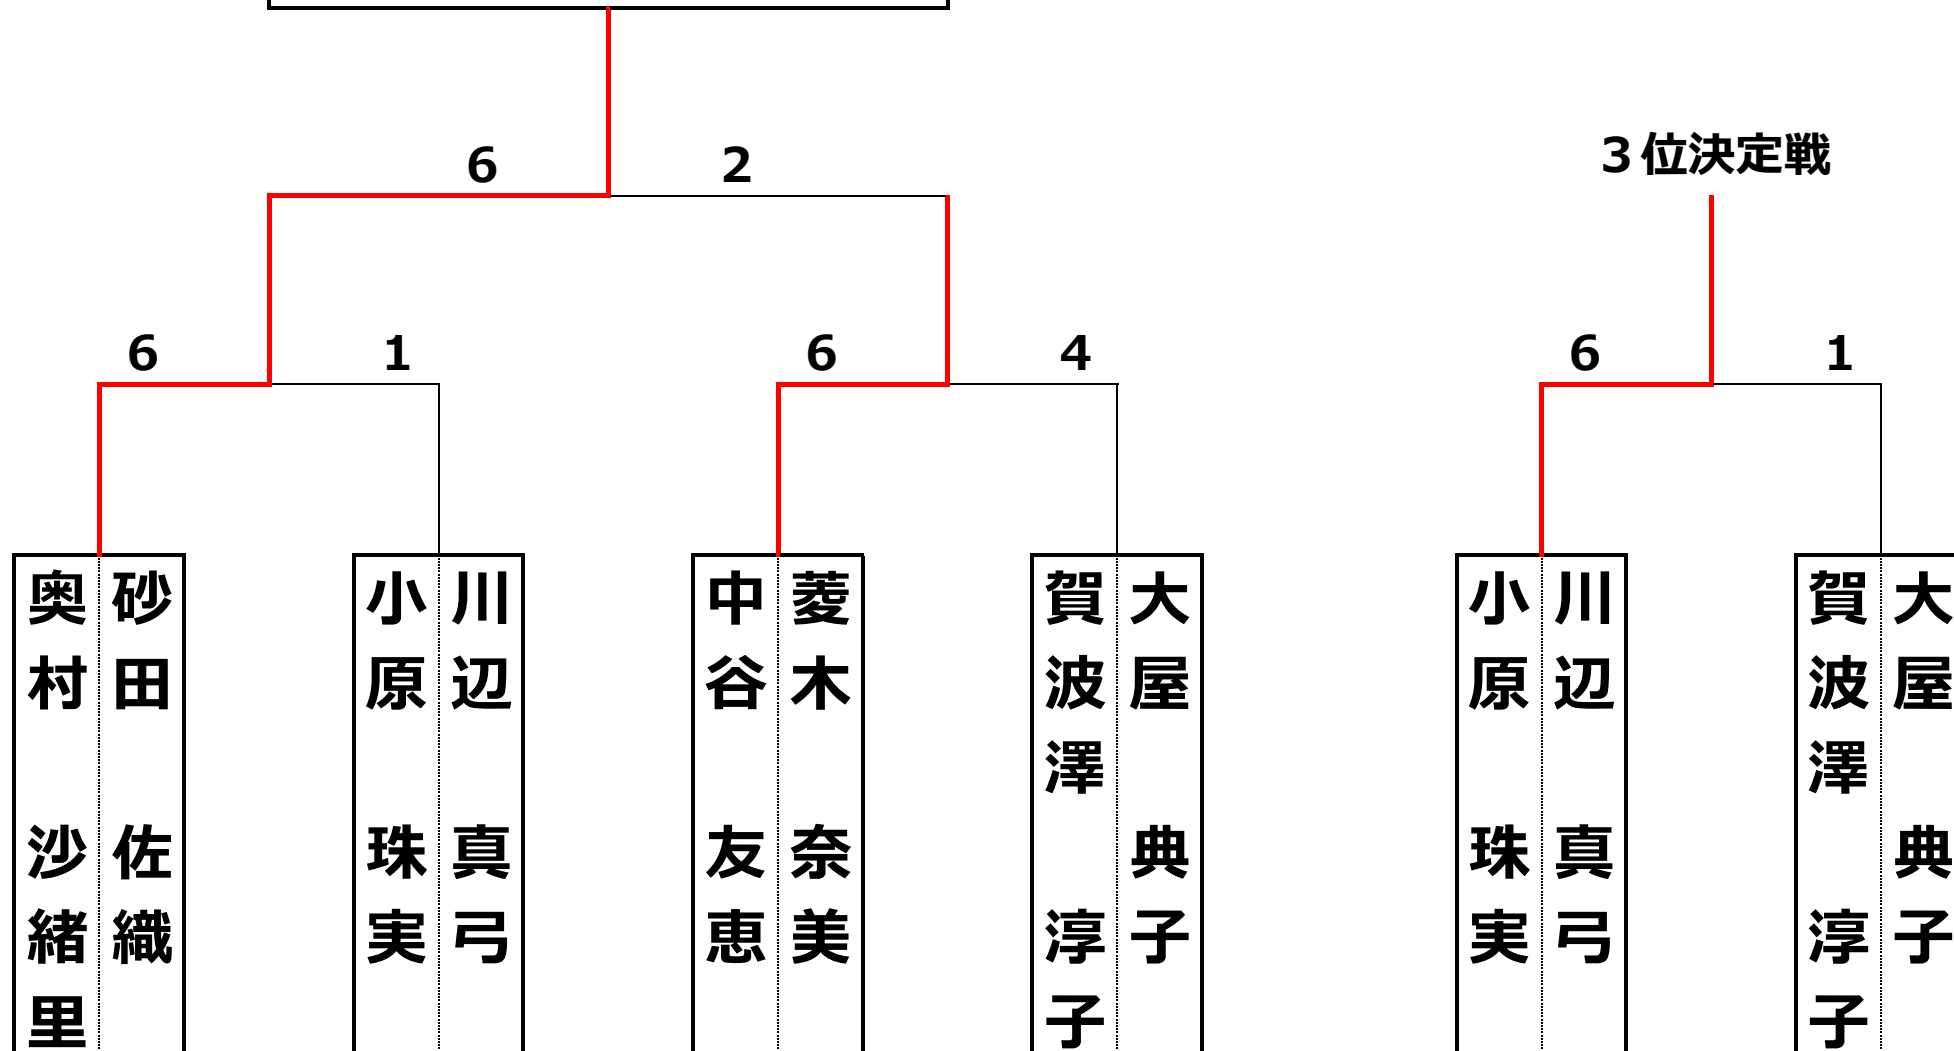 6 2
3位決定戦
6 1 6 4 6 1
砂田 佐織
奥村 沙緒里
川辺 真弓
小原 珠実
菱木 奈美
中谷 友恵
大屋 典子
賀波澤 淳子
川辺 真弓
小原 珠実
大屋 典子
賀波澤 淳子